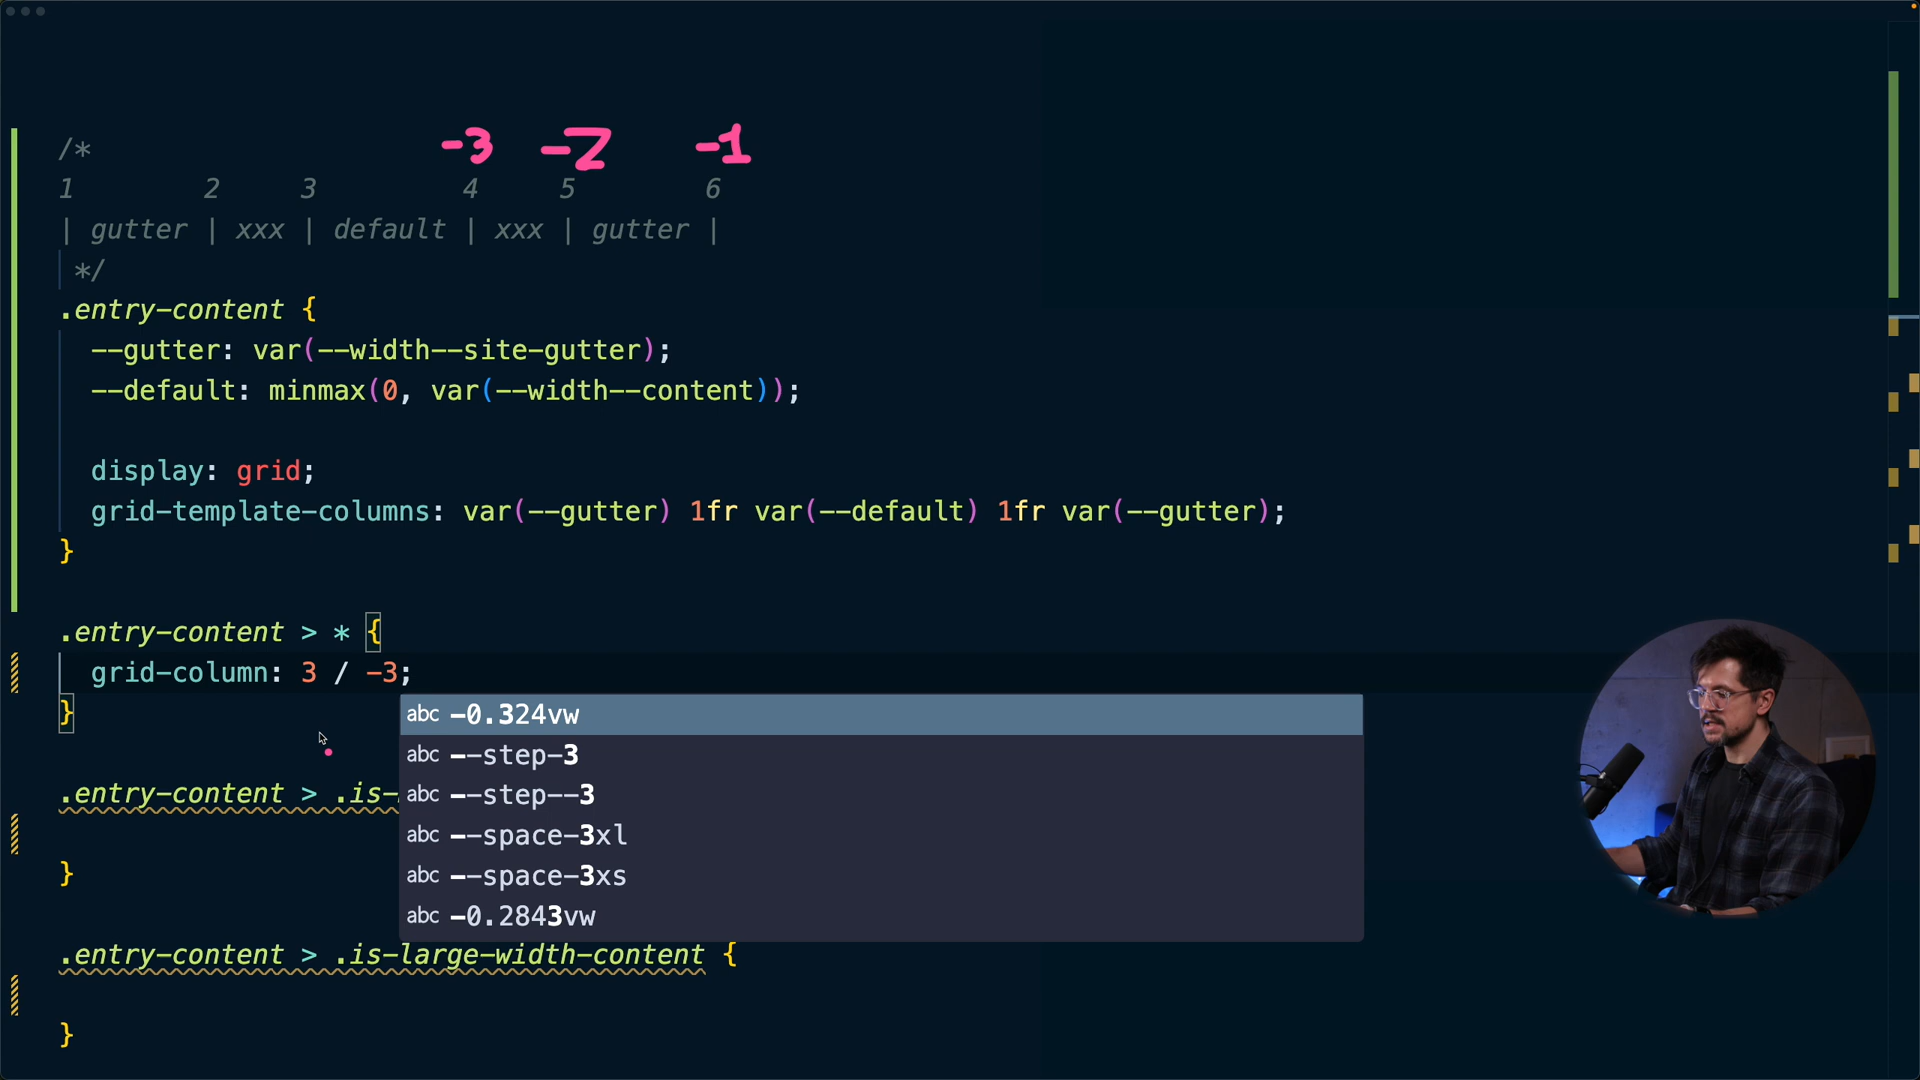 -3 -2 -1
/*
1 2 3 4 5 6
| gutter | xxx | default | xxx | gutter |
*/
.entry-content {
--gutter: var(--width--site-gutter);
--default: minmax(0, var(--width--content));
display: grid;
grid-template-columns: var(--gutter) 1fr var(--default) 1fr var(--gutter);
}
.entry-content > * {
grid-column: 3 / -3;
}
abc -0.324vw
abc --step-3
.entry-content > .is-
abc --step--3
abc --space-3xl
}
abc --space-3xs
abc -0.2843vw
.entry-content > .is-large-width-content {
}